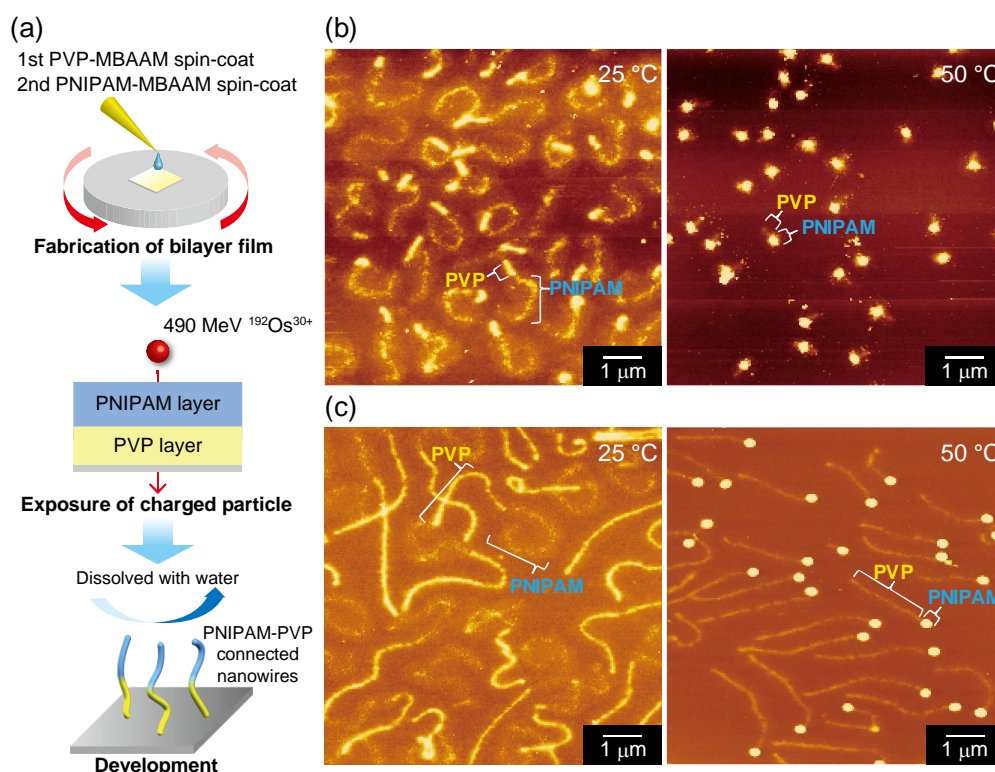 (a)
1st PVP-MBAAM spin-coat
2nd PNIPAM-MBAAM spin-coat
Fabrication of bilayer film
490 MeV ¹⁹²Os³⁰⁺
PNIPAM layer
PVP layer
Exposure of charged particle
Dissolved with water
PNIPAM-PVP
connected
nanowires
Development
(b)
25 °C
PVP
PNIPAM
1 μm
50 °C
PVP
PNIPAM
1 μm
(c)
25 °C
PVP
PNIPAM
1 μm
50 °C
PVP
PNIPAM
1 μm